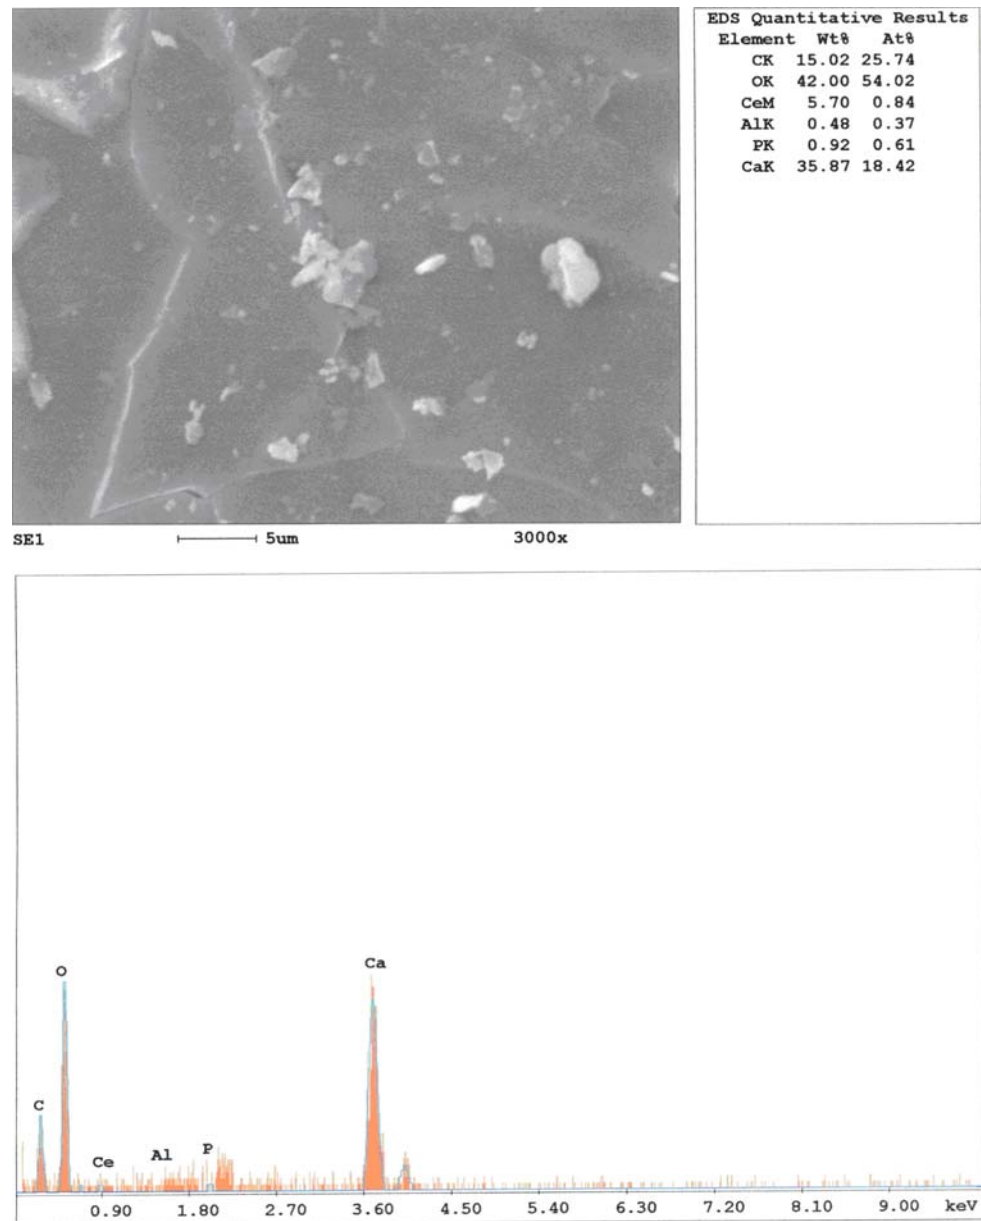 EDS Quantitative Results
Element Wt% At%
CK 15.02 25.74
OK 42.00 54.02
CeM 5.70 0.84
AlK 0.48 0.37
PK 0.92 0.61
CaK 35.87 18.42
SE1 5um 3000x
Ca
O
C
Ce Al P
0.90 1.80 2.70 3.60 4.50 5.40 6.30 7.20 8.10 9.00 keV